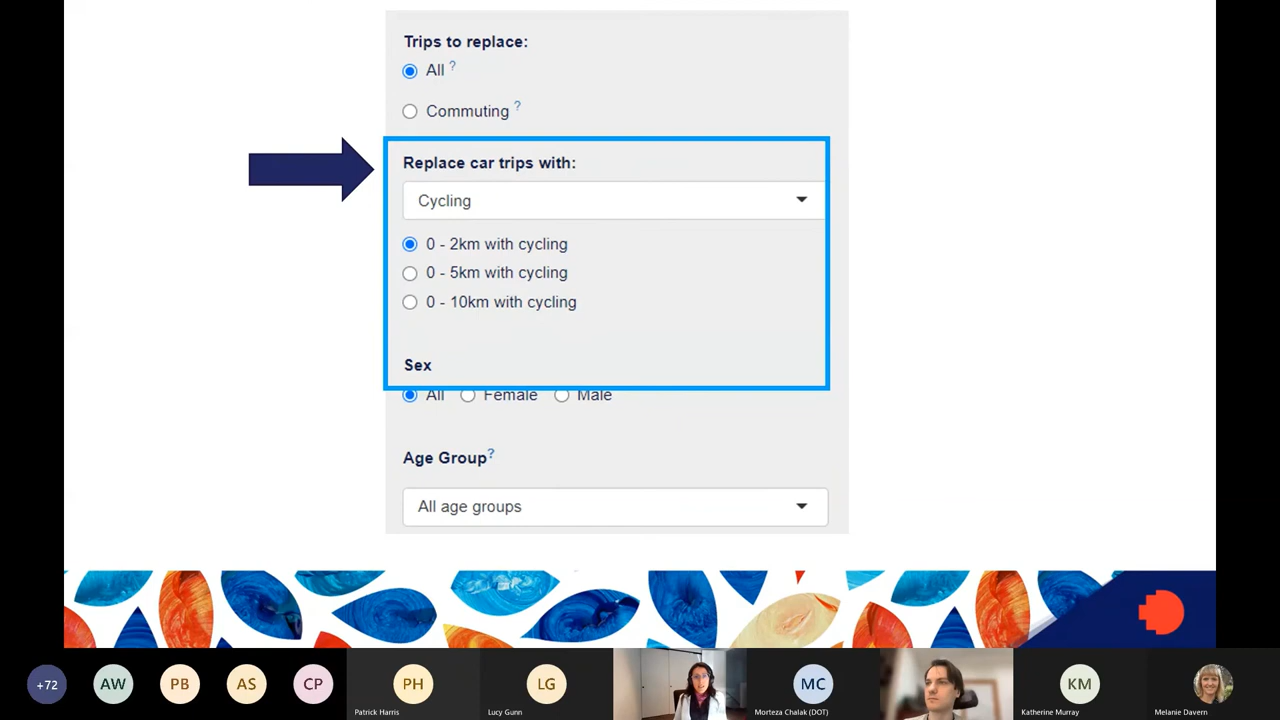 Trips to replace:
All ?
Commuting ?
Replace car trips with:
Cycling
0 - 2km with cycling
0 - 5km with cycling
0 - 10km with cycling
Sex
All Female Male
Age Group?
All age groups
+72 AW PB AS CP PH LG MC KM
Patrick Harris Lucy Gunn Morteza Chalak (DOT) Katherine Murray Melanie Davern